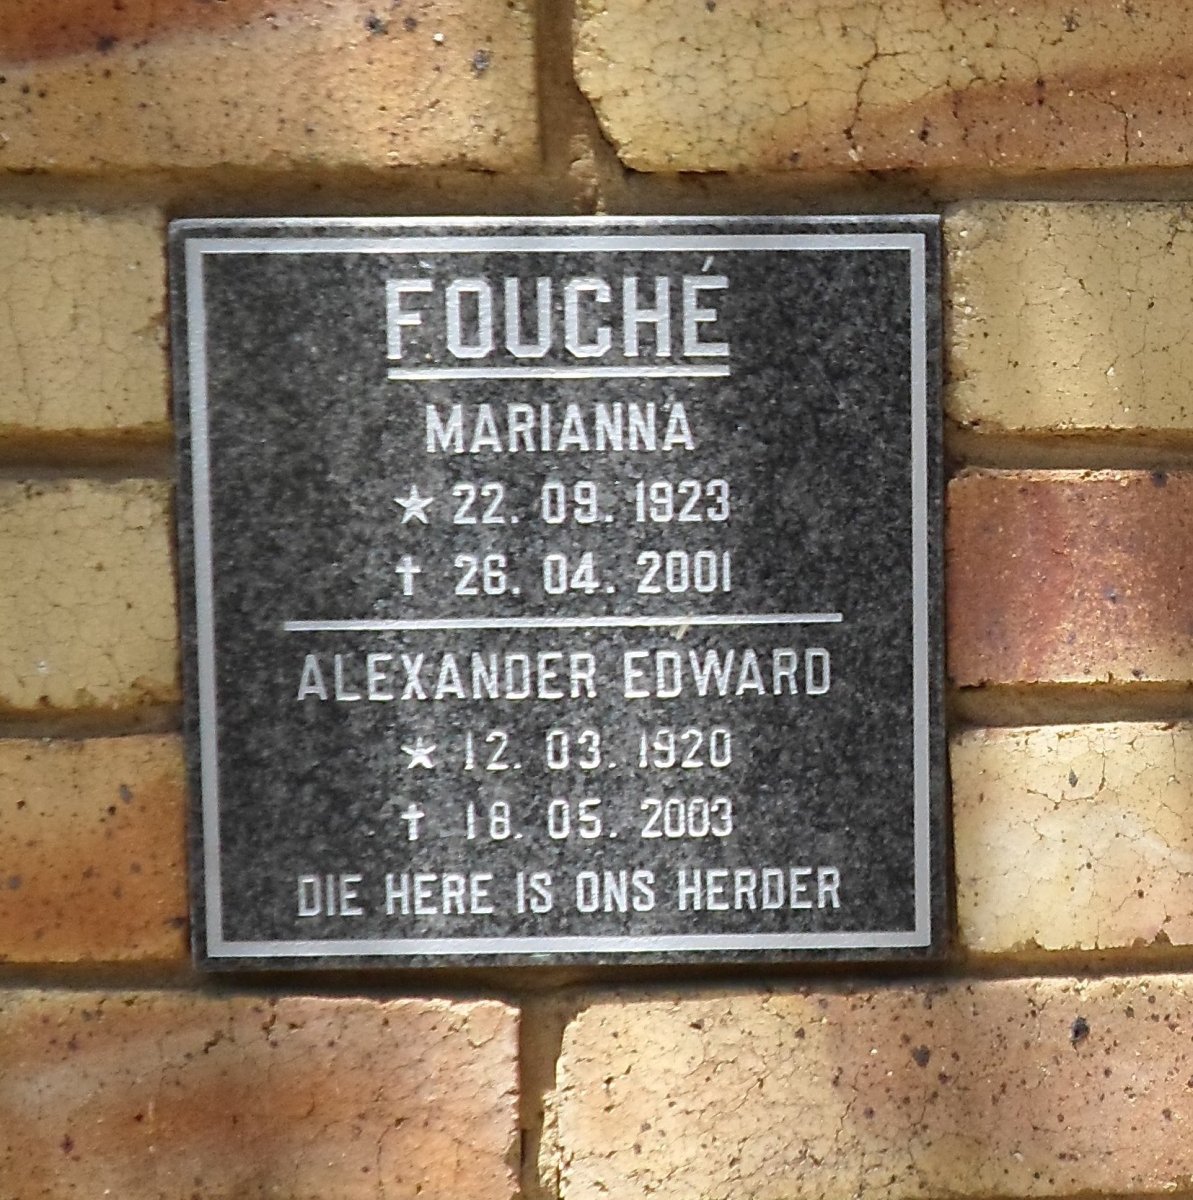 FOUCHÉ
MARIANNA
★ 22. 09. 1923
† 26. 04. 2001
ALEXANDER EDWARD
★ 12. 03. 1920
† 18. 05. 2003
DIE HERE IS ONS HERDER